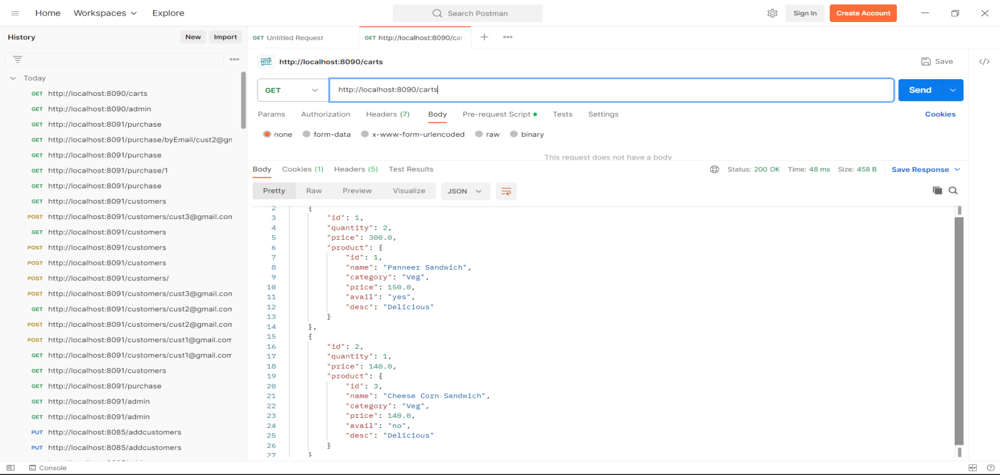 Home Workspaces Explore Search Postman Sign In Create Account
History New Import GET Untitled Request GET http://localhost:8090/car
HTTP http://localhost:8090/carts Save </>
GET http://localhost:8090/carts Send
Params Authorization Headers (7) Body Pre-request Script Tests Settings Cookies
none form-data x-www-form-urlencoded raw binary
This request does not have a body
Today
GET http://localhost:8090/carts
GET http://localhost:8090/admin
GET http://localhost:8091/purchase
GET http://localhost:8091/purchase/byEmail/cust2@gr
GET http://localhost:8091/purchase
GET http://localhost:8091/purchase/1
GET http://localhost:8091/purchase
GET http://localhost:8091/customers
POST http://localhost:8091/customers/cust3@gmail.con
GET http://localhost:8091/customers
POST http://localhost:8091/customers
POST http://localhost:8091/customers
POST http://localhost:8091/customers/
POST http://localhost:8091/customers/cust3@gmail.con
GET http://localhost:8091/customers/cust2@gmail.con
POST http://localhost:8091/customers/cust2@gmail.con
POST http://localhost:8091/customers/cust1@gmail.com
GET http://localhost:8091/customers/cust1@gmail.com
GET http://localhost:8091/customers
GET http://localhost:8091/purchase
GET http://localhost:8091/admin
GET http://localhost:8091/admin
PUT http://localhost:8085/addcustomers
PUT http://localhost:8085/addcustomers
Body Cookies (1) Headers (5) Test Results Status: 200 OK Time: 48 ms Size: 458 B Save Response
Pretty Raw Preview Visualize JSON
2 {
3 "id": 1,
4 "quantity": 2,
5 "price": 300.0,
6 "product": {
7 "id": 1,
8 "name": "Panneer Sandwich",
9 "category": "Veg",
10 "price": 150.0,
11 "avail": "yes",
12 "desc": "Delicious"
13 }
14 },
15 {
16 "id": 2,
17 "quantity": 1,
18 "price": 140.0,
19 "product": {
20 "id": 3,
21 "name": "Cheese Corn Sandwich",
22 "category": "Veg",
23 "price": 140.0,
24 "avail": "no",
25 "desc": "Delicious"
26 }
27 }
Console